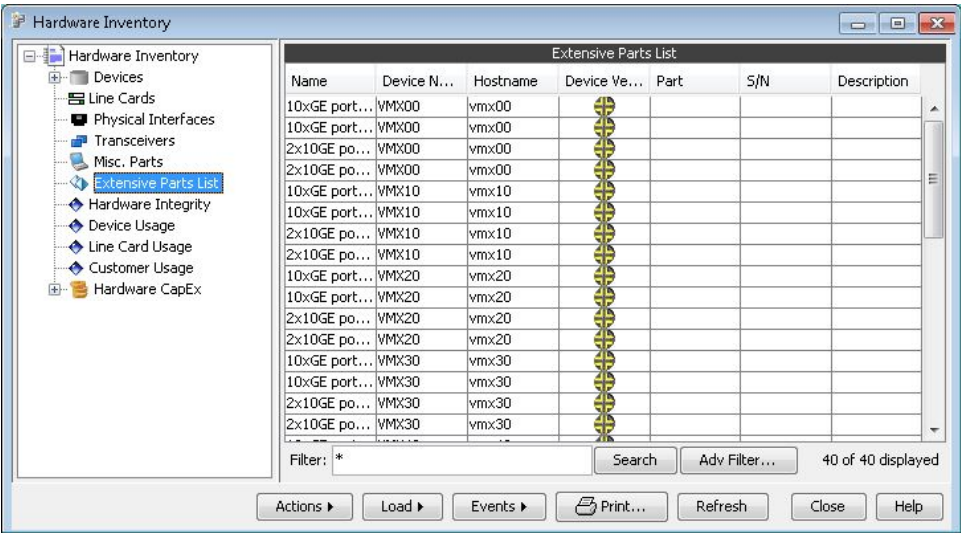 Hardware Inventory
Hardware Inventory
Devices
Line Cards
Physical Interfaces
Transceivers
Misc. Parts
Extensive Parts List
Hardware Integrity
Device Usage
Line Card Usage
Customer Usage
Hardware CapEx
Extensive Parts List
Name Device N... Hostname Device Ve... Part S/N Description
10xGE port... VMX00 vmx00
10xGE port... VMX00 vmx00
2x10GE po... VMX00 vmx00
2x10GE po... VMX00 vmx00
10xGE port... VMX10 vmx10
10xGE port... VMX10 vmx10
2x10GE po... VMX10 vmx10
2x10GE po... VMX10 vmx10
10xGE port... VMX20 vmx20
10xGE port... VMX20 vmx20
2x10GE po... VMX20 vmx20
2x10GE po... VMX20 vmx20
10xGE port... VMX30 vmx30
10xGE port... VMX30 vmx30
2x10GE po... VMX30 vmx30
2x10GE po... VMX30 vmx30
Filter: * Search Adv Filter... 40 of 40 displayed
Actions Load Events Print... Refresh Close Help